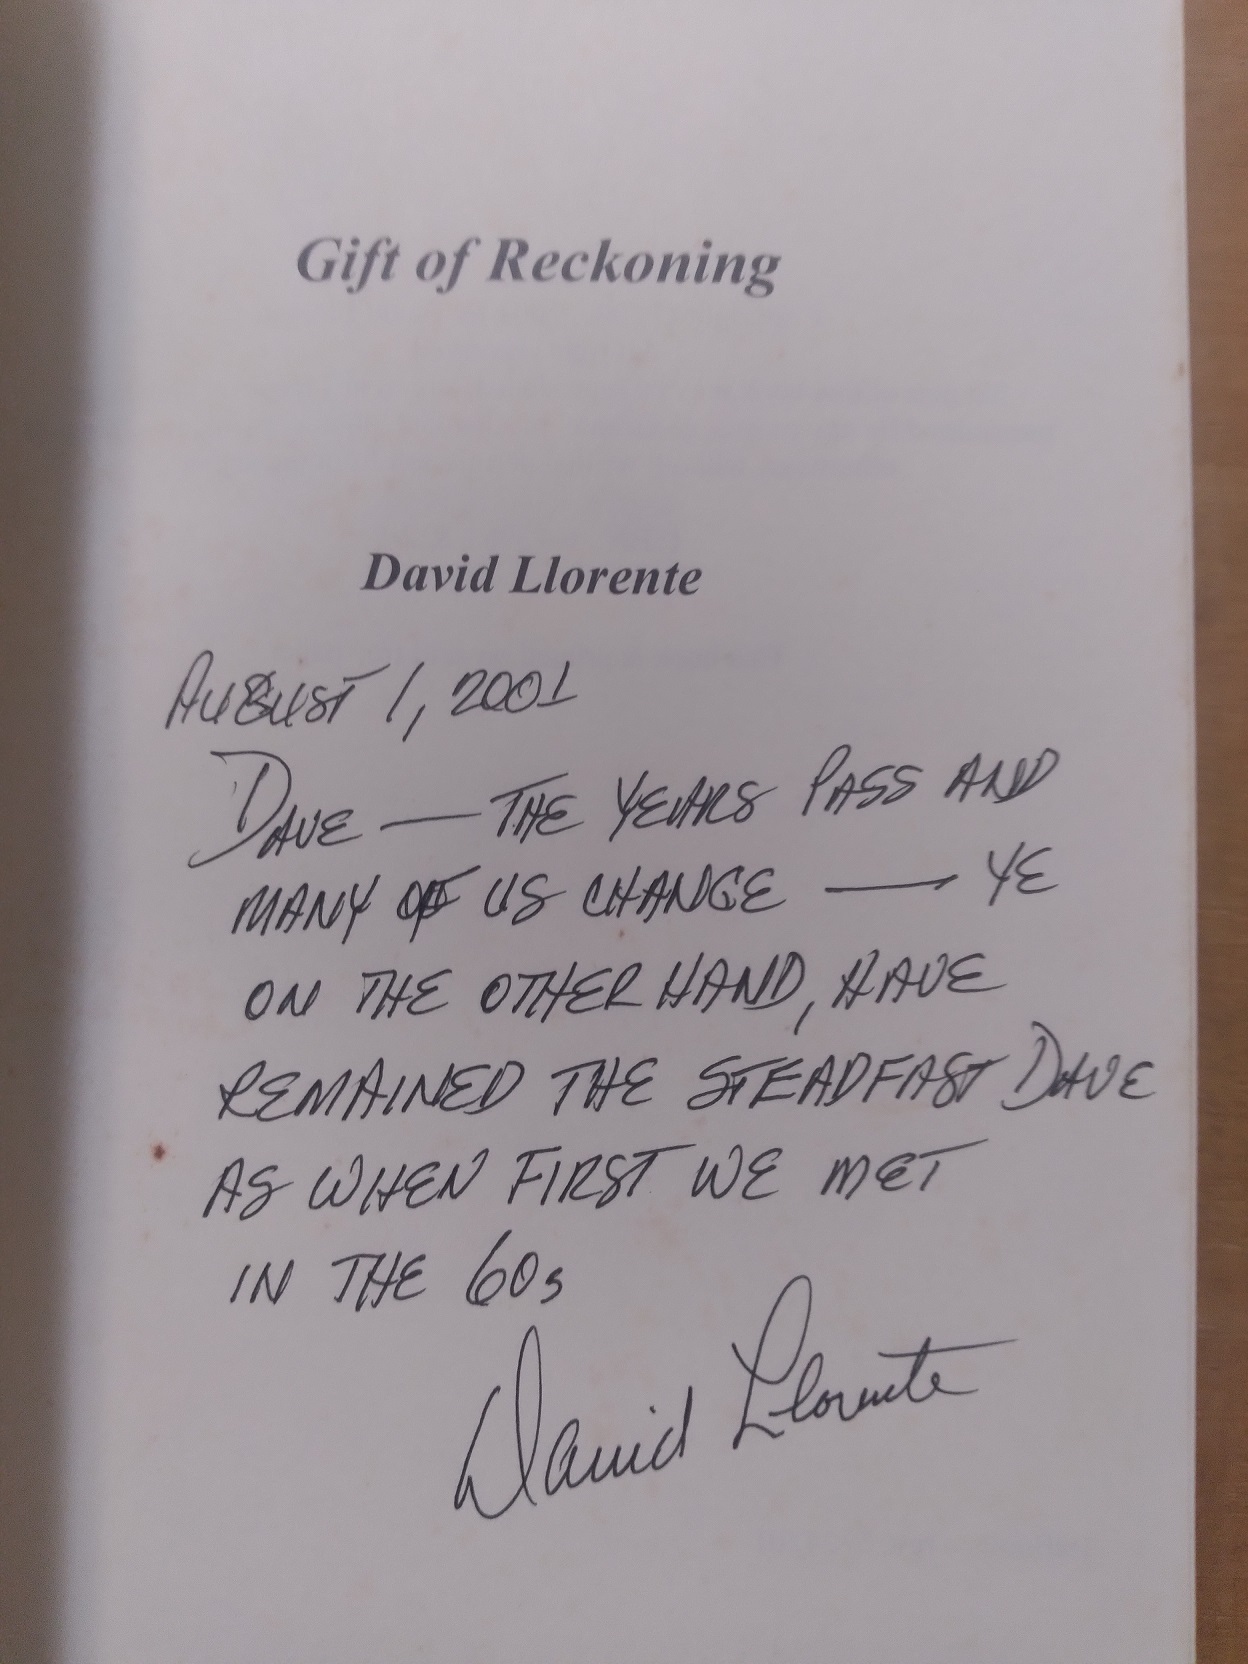 Gift of Reckoning
David Llorente
AUGUST 1, 2001
DAVE — THE YEARS PASS AND
MANY OF US CHANGE — YE
ON THE OTHER HAND, HAVE
REMAINED THE STEADFAST DAVE
AS WHEN FIRST WE MET
IN THE 60s
David Llorente